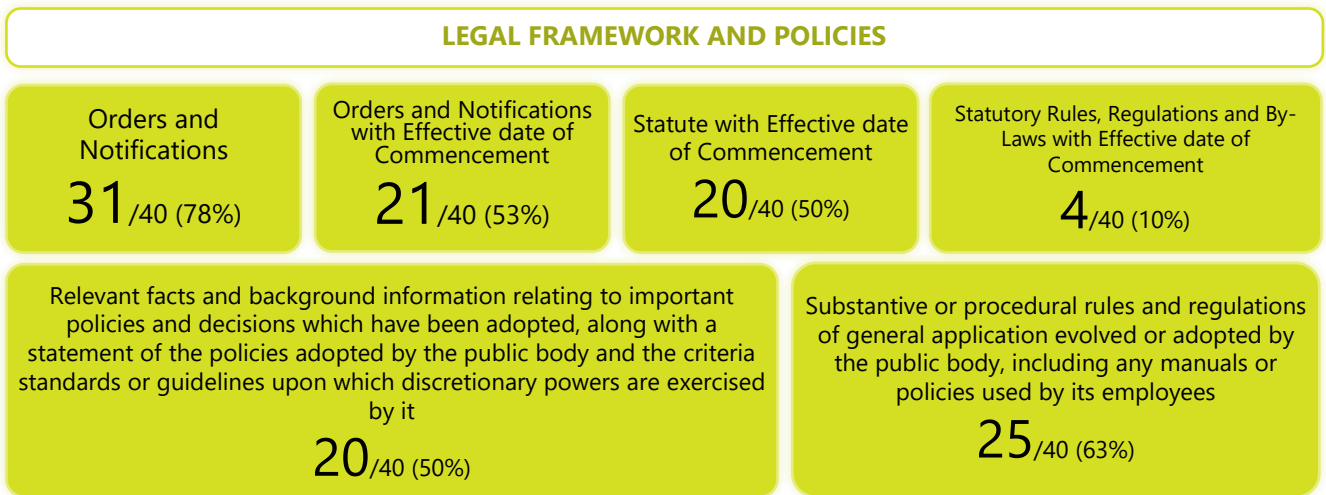 LEGAL FRAMEWORK AND POLICIES
Orders and
Notifications
31/40 (78%)
Orders and Notifications
with Effective date of
Commencement
21/40 (53%)
Statute with Effective date
of Commencement
20/40 (50%)
Statutory Rules, Regulations and By-
Laws with Effective date of
Commencement
4/40 (10%)
Relevant facts and background information relating to important
policies and decisions which have been adopted, along with a
statement of the policies adopted by the public body and the criteria
standards or guidelines upon which discretionary powers are exercised
by it
20/40 (50%)
Substantive or procedural rules and regulations
of general application evolved or adopted by
the public body, including any manuals or
policies used by its employees
25/40 (63%)